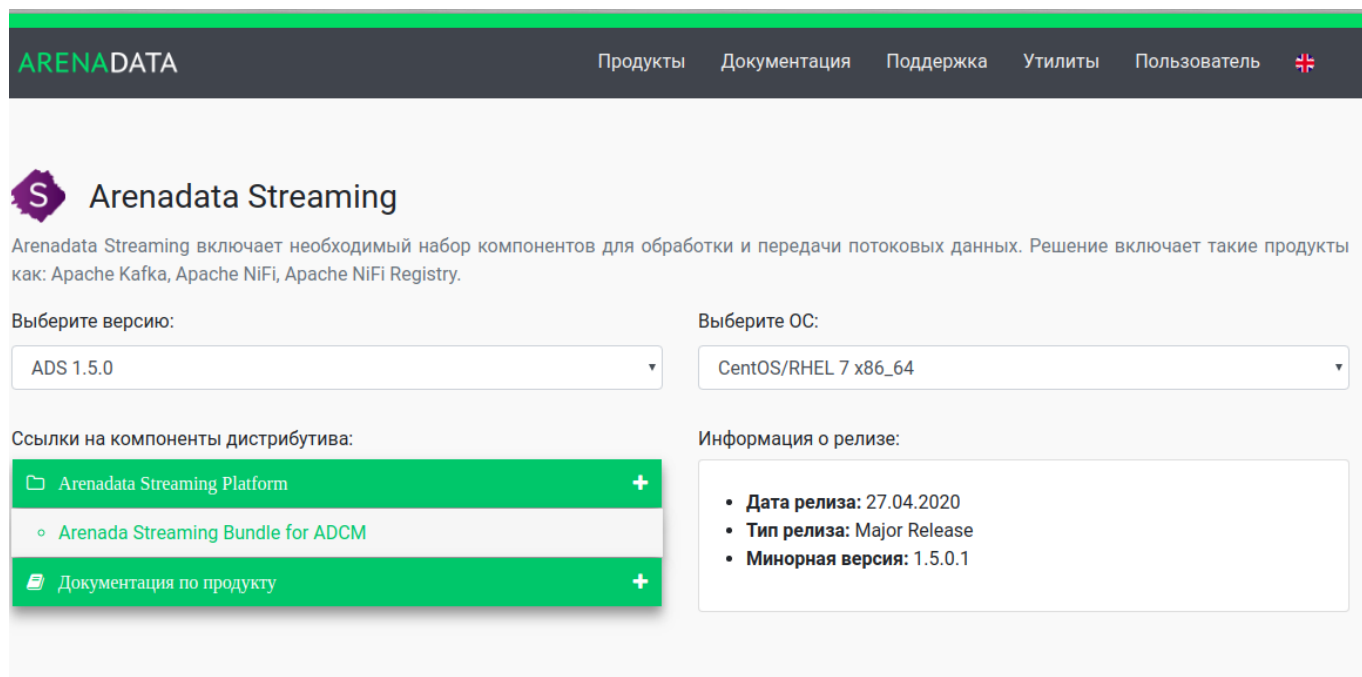 ARENADATA Продукты Документация Поддержка Утилиты Пользователь
S Arenadata Streaming
Arenadata Streaming включает необходимый набор компонентов для обработки и передачи потоковых данных. Решение включает такие продукты
как: Apache Kafka, Apache NiFi, Apache NiFi Registry.
Выберите версию:
ADS 1.5.0
Выберите ОС:
CentOS/RHEL 7 x86_64
Ссылки на компоненты дистрибутива:
Arenadata Streaming Platform +
Arenada Streaming Bundle for ADCM
Документация по продукту +
Информация о релизе:
Дата релиза: 27.04.2020
Тип релиза: Major Release
Минорная версия: 1.5.0.1